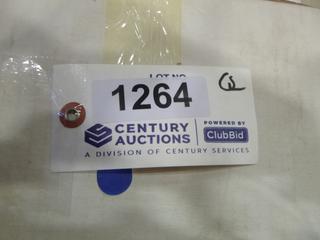 LOT NO.
1264
CENTURY
AUCTIONS
POWERED BY
ClubBid
A DIVISION OF CENTURY SERVICES